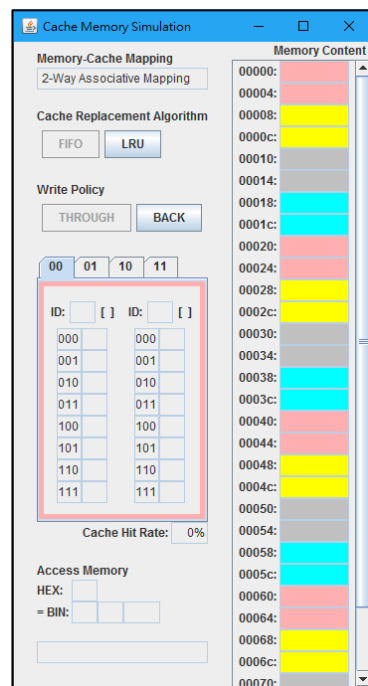 Cache Memory Simulation
Memory-Cache Mapping
2-Way Associative Mapping
Cache Replacement Algorithm
FIFO LRU
Write Policy
THROUGH BACK
00 01 10 11
ID: [ ] ID: [ ]
000 000
001 001
010 010
011 011
100 100
101 101
110 110
111 111
Cache Hit Rate: 0%
Access Memory
HEX:
= BIN:
Memory Content
00000:
00004:
00008:
0000c:
00010:
00014:
00018:
0001c:
00020:
00024:
00028:
0002c:
00030:
00034:
00038:
0003c:
00040:
00044:
00048:
0004c:
00050:
00054:
00058:
0005c:
00060:
00064:
00068:
0006c:
00070: